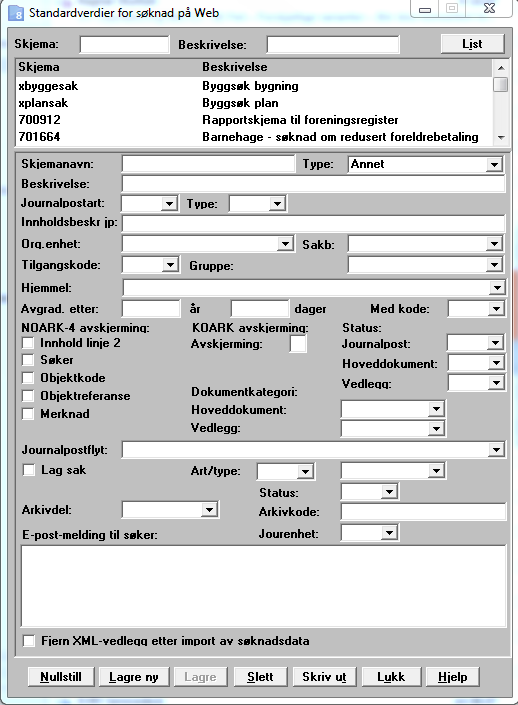 8 Standardverdier for søknad på Web
Skjema: Beskrivelse: List
Skjema Beskrivelse
xbyggesak Byggsøk bygning
xplansak Byggsøk plan
700912 Rapportskjema til foreningsregister
701664 Barnehage - søknad om redusert foreldrebetaling
Skjemanavn: Type: Annet
Beskrivelse:
Journalpostart: Type:
Innholdsbeskr jp:
Org.enhet: Sakb:
Tilgangskode: Gruppe:
Hjemmel:
Avgrad. etter: år dager Med kode:
NOARK-4 avskjerming: KOARK avskjerming: Status:
Innhold linje 2 Avskjerming: Journalpost:
Søker Hoveddokument:
Objektkode Vedlegg:
Objektreferanse Dokumentkategori:
Merknad Hoveddokument:
Vedlegg:
Journalpostflyt:
Lag sak Art/type:
Status:
Arkivdel: Arkivkode:
E-post-melding til søker: Jourenhet:
Fjern XML-vedlegg etter import av søknadsdata
Nullstill Lagre ny Lagre Slett Skriv ut Lukk Hjelp